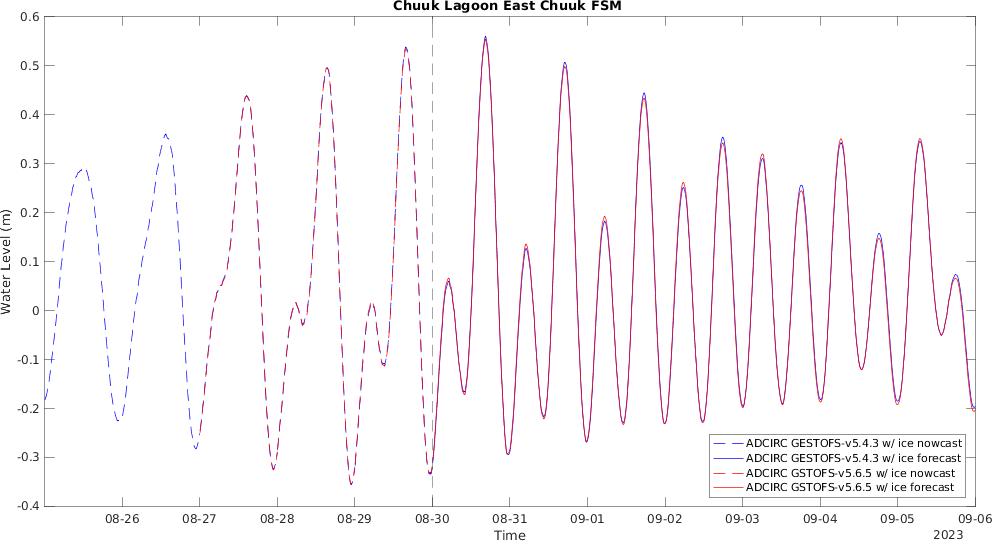 Chuuk Lagoon East Chuuk FSM
0.6
0.5
0.4
0.3
0.2
0.1
0
-0.1
-0.2
-0.3
-0.4
Water Level (m)
ADCIRC GESTOFS-v5.4.3 w/ ice nowcast
ADCIRC GESTOFS-v5.4.3 w/ ice forecast
ADCIRC GSTOFS-v5.6.5 w/ ice nowcast
ADCIRC GSTOFS-v5.6.5 w/ ice forecast
08-26 08-27 08-28 08-29 08-30 08-31 09-01 09-02 09-03 09-04 09-05 09-06
Time
2023